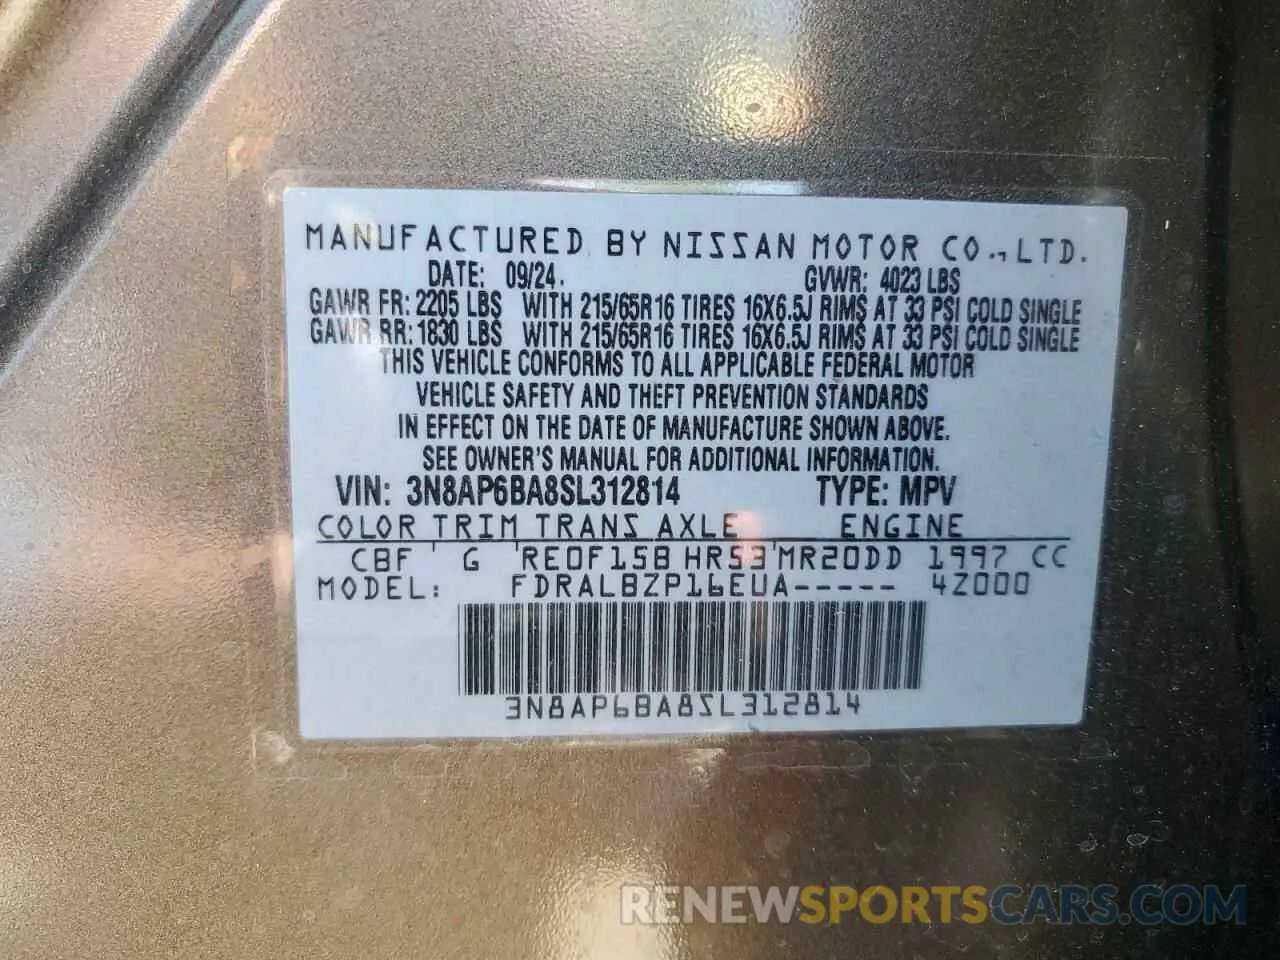 MANUFACTURED BY NISSAN MOTOR CO., LTD.
DATE: 09/24. GVWR: 4023 LBS
GAWR FR: 2205 LBS WITH 215/65R16 TIRES 16X6.5J RIMS AT 33 PSI COLD SINGLE
GAWR RR: 1830 LBS WITH 215/65R16 TIRES 16X6.5J RIMS AT 33 PSI COLD SINGLE
THIS VEHICLE CONFORMS TO ALL APPLICABLE FEDERAL MOTOR
VEHICLE SAFETY AND THEFT PREVENTION STANDARDS
IN EFFECT ON THE DATE OF MANUFACTURE SHOWN ABOVE.
SEE OWNER'S MANUAL FOR ADDITIONAL INFORMATION.
VIN: 3N8AP6BA8SL312814 TYPE: MPV
COLOR TRIM TRANS AXLE ENGINE
CBF G RE0F15B HR53 MR20DD 1997 CC
MODEL: FDRALBZP16EUA----- 4Z000
3N8AP6BA8SL312814
RENEWSPORTSCARS.COM